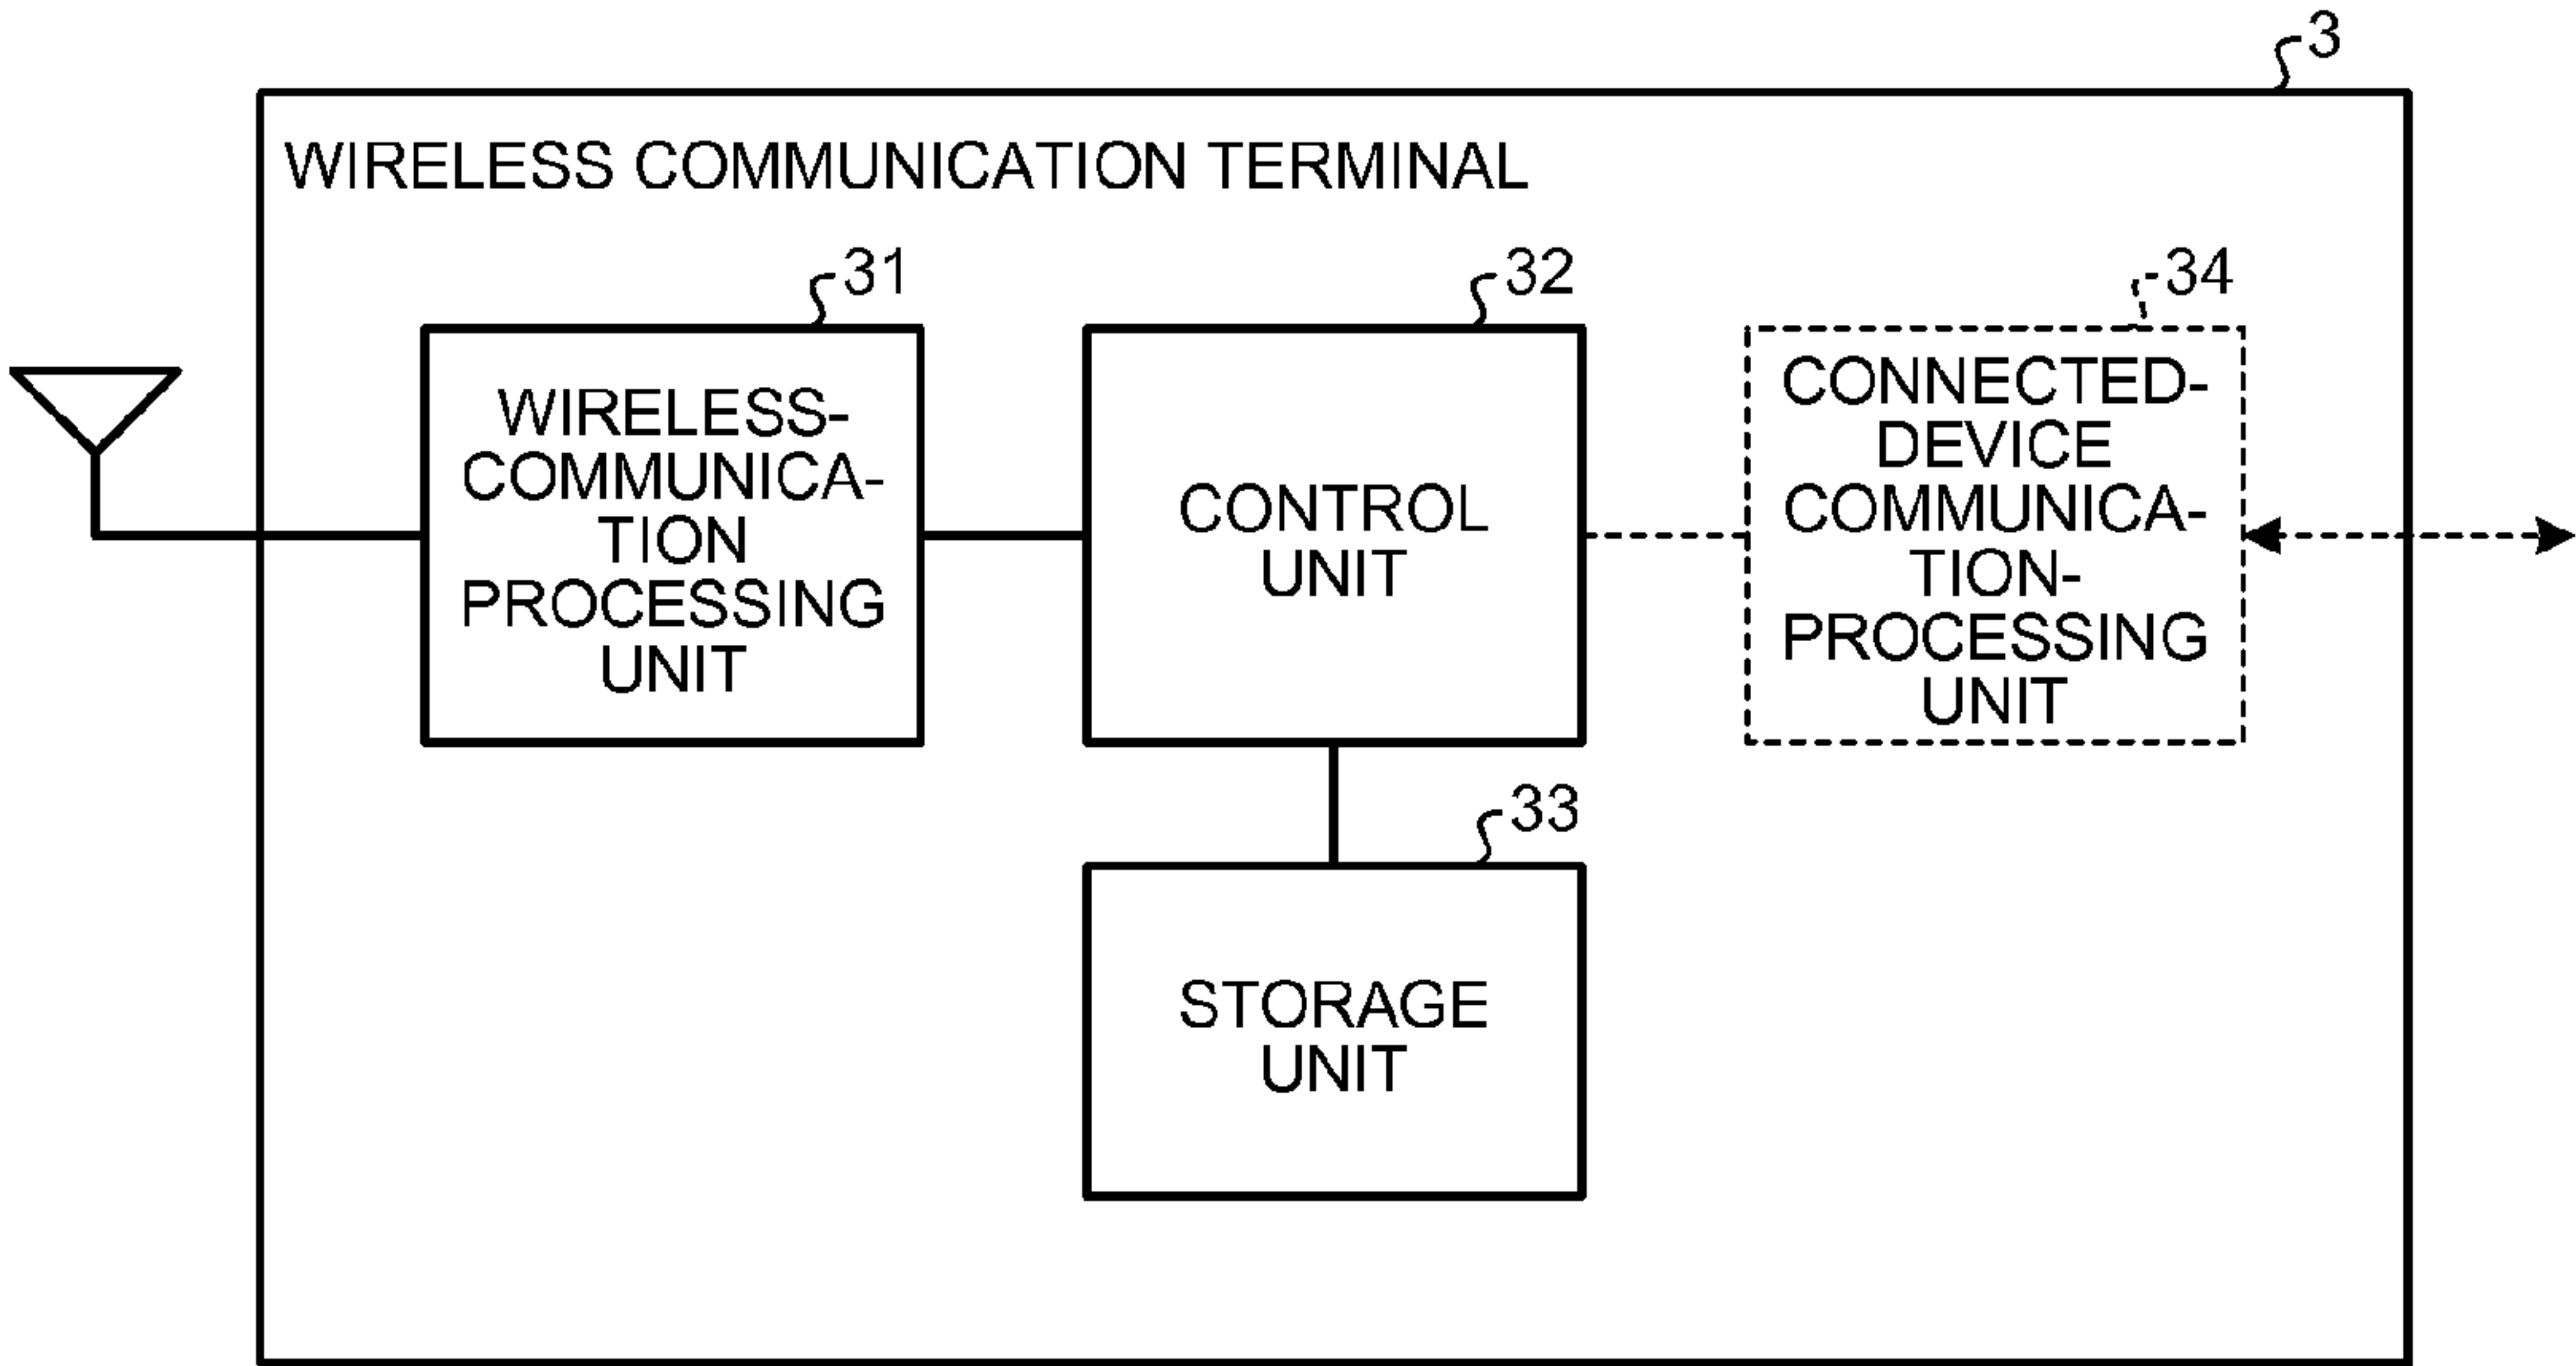 3
WIRELESS COMMUNICATION TERMINAL
31
WIRELESS-
COMMUNICA-
TION
PROCESSING
UNIT
32
CONTROL
UNIT
34
CONNECTED-
DEVICE
COMMUNICA-
TION-
PROCESSING
UNIT
33
STORAGE
UNIT